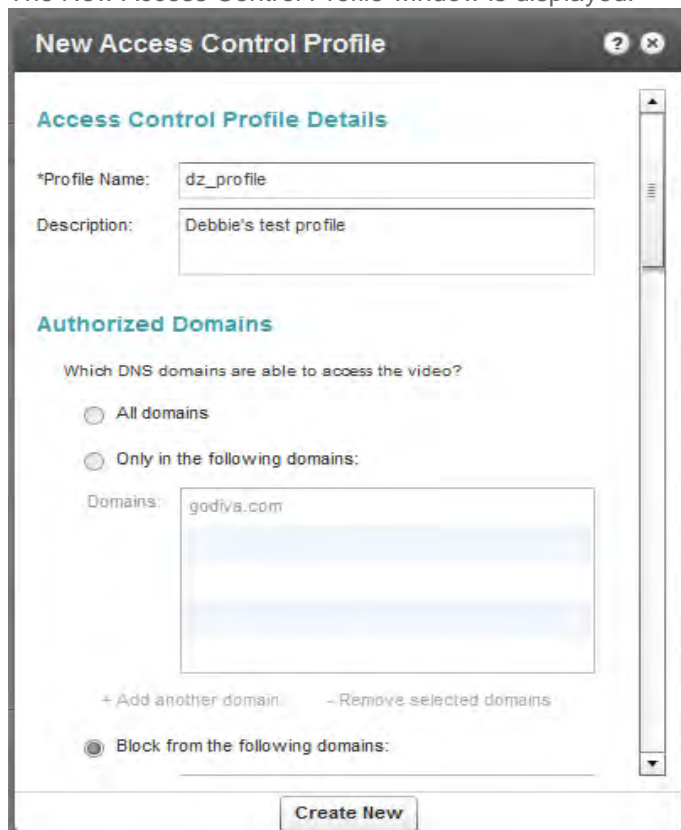 The New Access Control Profile window is displayed.
New Access Control Profile
Access Control Profile Details
*Profile Name: dz_profile
Description: Debbie's test profile
Authorized Domains
Which DNS domains are able to access the video?
All domains
Only in the following domains:
Domains: godiva.com
+ Add another domain - Remove selected domains
Block from the following domains:
Create New